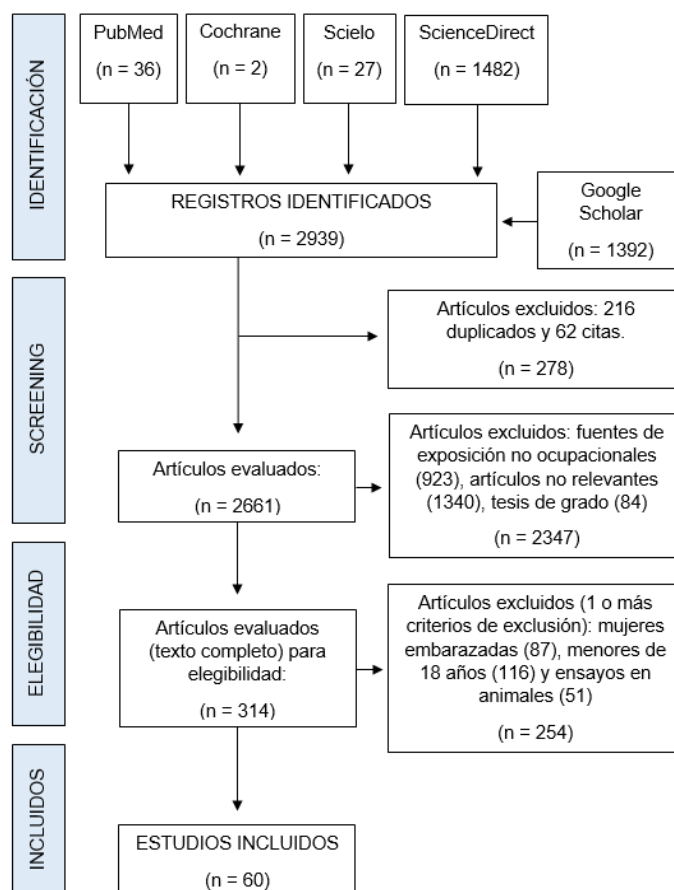 PubMed
(n = 36)
Cochrane
(n = 2)
Scielo
(n = 27)
ScienceDirect
(n = 1482)
IDENTIFICACIÓN
REGISTROS IDENTIFICADOS
(n = 2939)
Google
Scholar
(n = 1392)
SCREENING
Artículos excluidos: 216
duplicados y 62 citas.
(n = 278)
Artículos evaluados:
(n = 2661)
Artículos excluidos: fuentes de
exposición no ocupacionales
(923), artículos no relevantes
(1340), tesis de grado (84)
(n = 2347)
ELEGIBILIDAD
Artículos evaluados
(texto completo) para
elegibilidad:
(n = 314)
Artículos excluidos (1 o más
criterios de exclusión): mujeres
embarazadas (87), menores de
18 años (116) y ensayos en
animales (51)
(n = 254)
INCLUIDOS
ESTUDIOS INCLUIDOS
(n = 60)